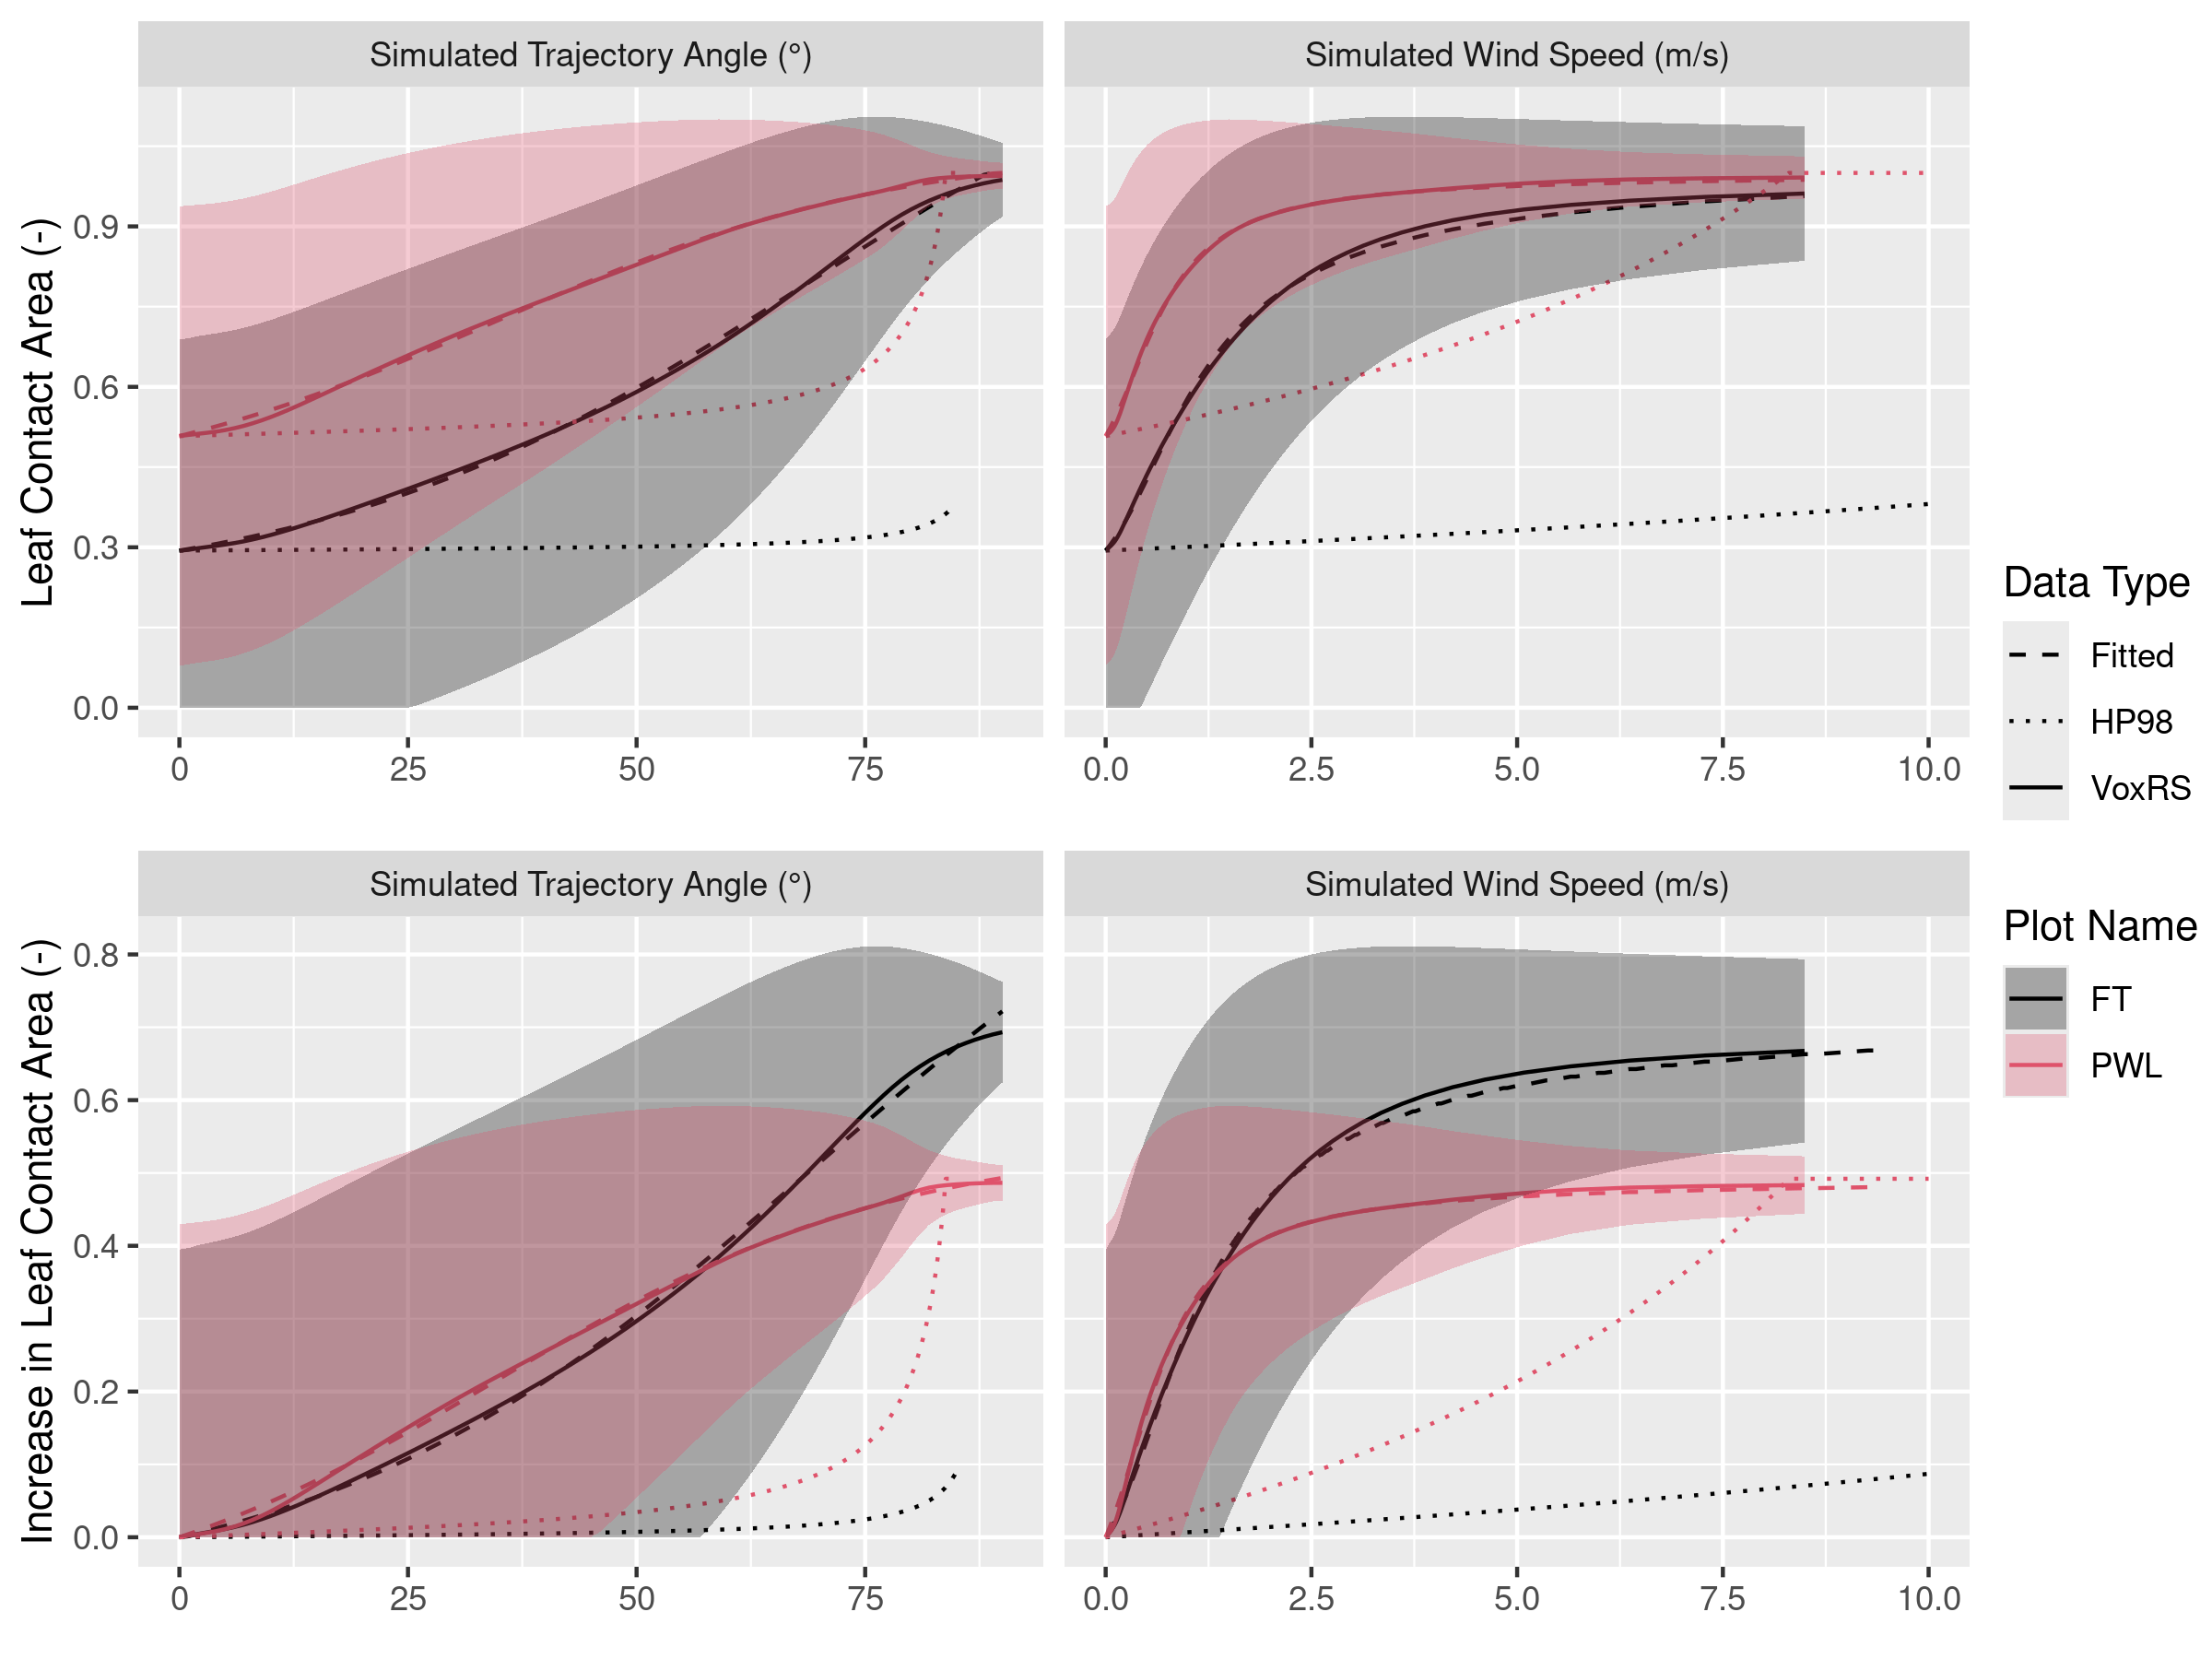 Simulated Trajectory Angle (°)
Simulated Wind Speed (m/s)
Leaf Contact Area (-)
0.9
0.6
0.3
0.0
0
25
50
75
0.0
2.5
5.0
7.5
10.0
Data Type
Fitted
HP98
VoxRS
Simulated Trajectory Angle (°)
Simulated Wind Speed (m/s)
Increase in Leaf Contact Area (-)
0.8
0.6
0.4
0.2
0.0
0
25
50
75
0.0
2.5
5.0
7.5
10.0
Plot Name
FT
PWL